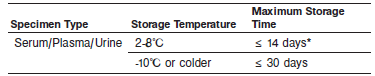 Maximum Storage
Specimen Type Storage Temperature Time
Serum/Plasma/Urine 2-8°C ≤ 14 days*
-10°C or colder ≤ 30 days